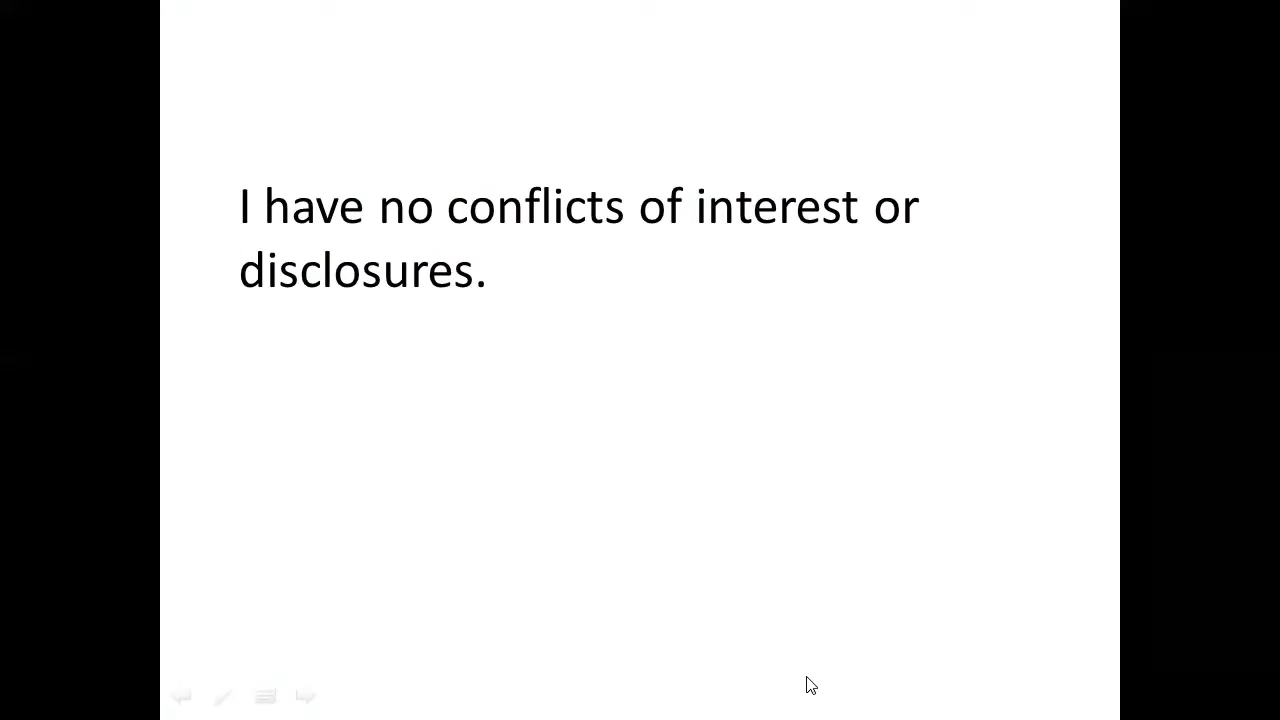 I have no conflicts of interest or
disclosures.